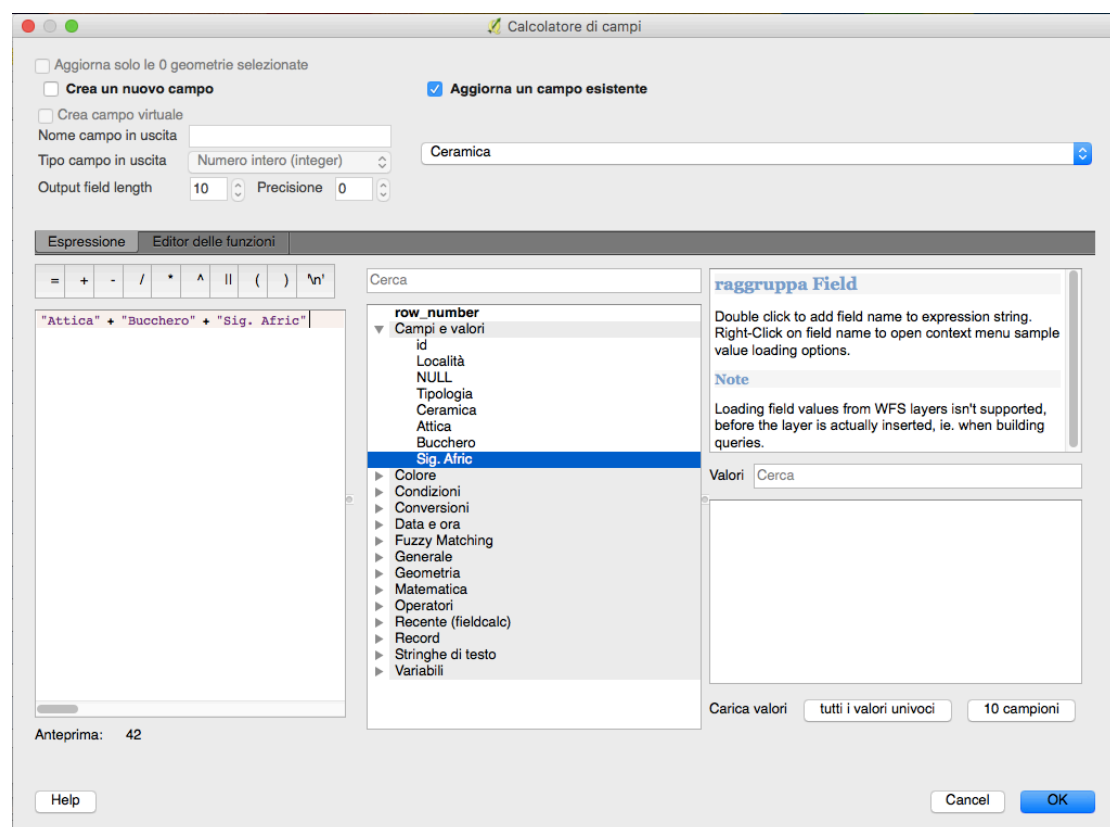 Calcolatore di campi
Aggiorna solo le 0 geometrie selezionate
Crea un nuovo campo
Aggiorna un campo esistente
Crea campo virtuale
Nome campo in uscita
Tipo campo in uscita Numero intero (integer)
Ceramica
Output field length 10 Precisione 0
Espressione Editor delle funzioni
= + - / * ^ || ( ) '\n'
"Attica" + "Bucchero" + "Sig. Afric"
Anteprima: 42
Cerca
row_number
Campi e valori
id
Località
NULL
Tipologia
Ceramica
Attica
Bucchero
Sig. Afric
Colore
Condizioni
Conversioni
Data e ora
Fuzzy Matching
Generale
Geometria
Matematica
Operatori
Recente (fieldcalc)
Record
Stringhe di testo
Variabili
raggruppa Field
Double click to add field name to expression string.
Right-Click on field name to open context menu sample
value loading options.
Note
Loading field values from WFS layers isn't supported,
before the layer is actually inserted, ie. when building
queries.
Valori Cerca
Carica valori tutti i valori univoci 10 campioni
Help
Cancel OK